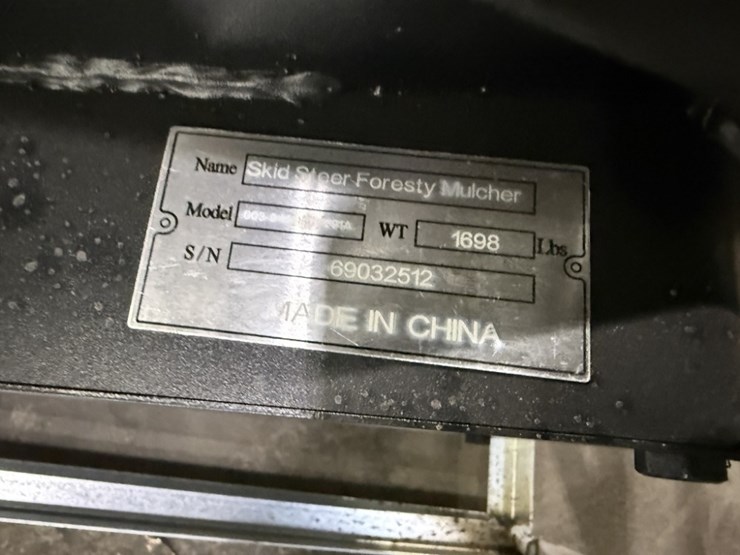 Name Skid Steer Foresty Mulcher
Model WT 1698 Lbs
S/N 69032512
MADE IN CHINA